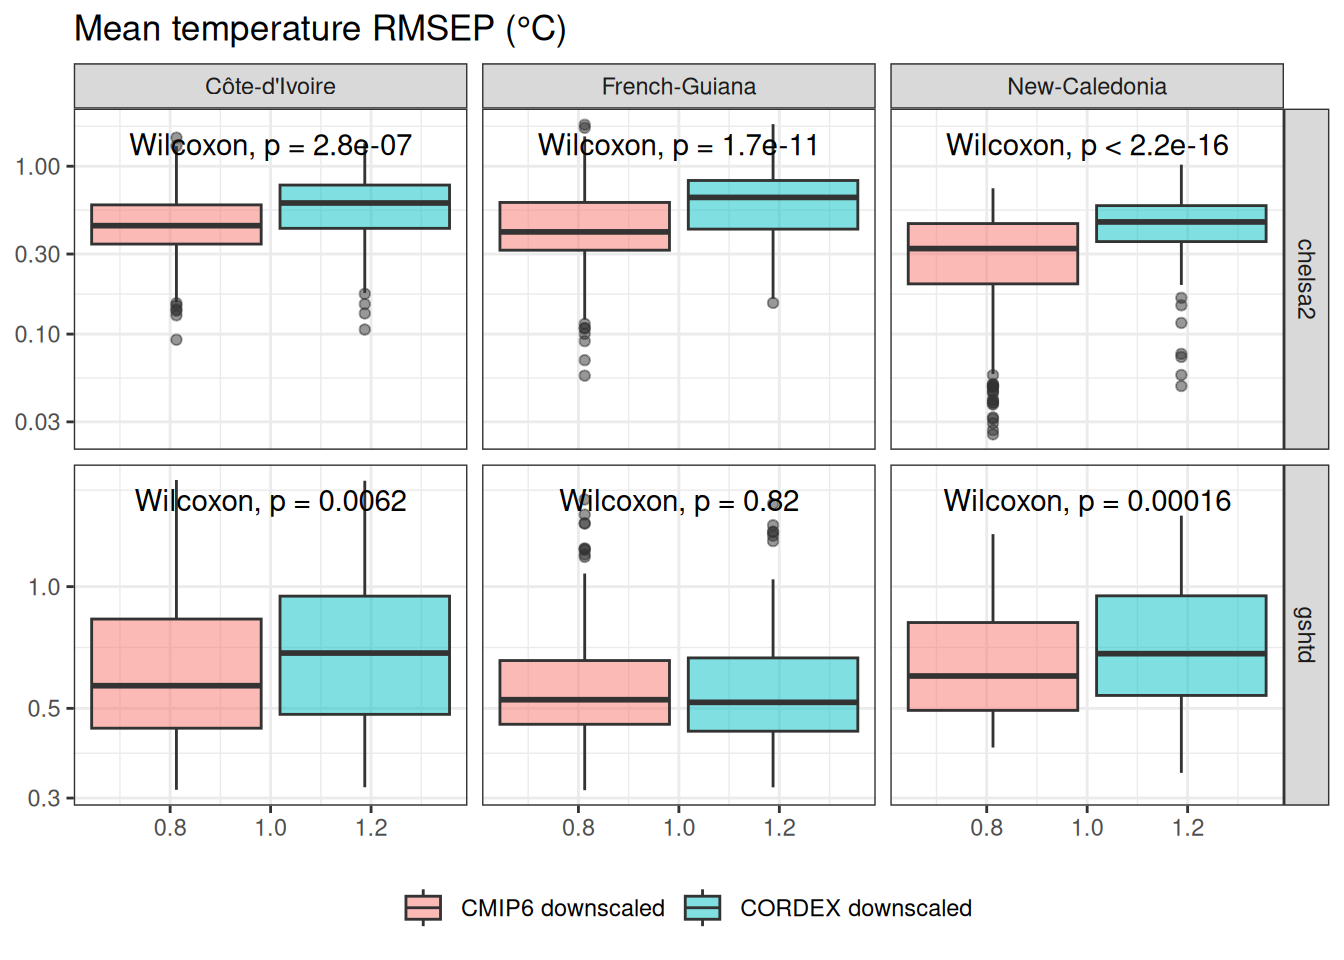 Mean temperature RMSEP (°C)
Côte-d'Ivoire French-Guiana New-Caledonia
Wilcoxon, p = 2.8e-07 Wilcoxon, p = 1.7e-11 Wilcoxon, p < 2.2e-16
1.00
0.30
0.10
0.03
chelsa2
Wilcoxon, p = 0.0062 Wilcoxon, p = 0.82 Wilcoxon, p = 0.00016
1.0
0.5
0.3
gshtd
0.8 1.0 1.2 0.8 1.0 1.2 0.8 1.0 1.2
CMIP6 downscaled CORDEX downscaled